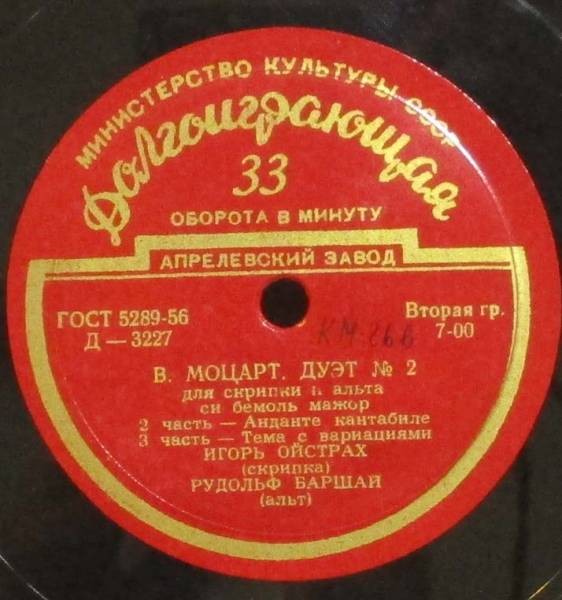 МИНИСТЕРСТВО КУЛЬТУРЫ СССР
Долгоиграющая
33
ОБОРОТА В МИНУТУ
АПРЕЛЕВСКИЙ ЗАВОД
ГОСТ 5289-56
Д — 3227
Вторая гр.
7-00
В. МОЦАРТ. ДУЭТ № 2
для скрипки и альта
си бемоль мажор
2 часть — Анданте кантабиле
3 часть — Тема с вариациями
ИГОРЬ ОЙСТРАХ
(скрипка)
РУДОЛЬФ БАРШАЙ
(альт)